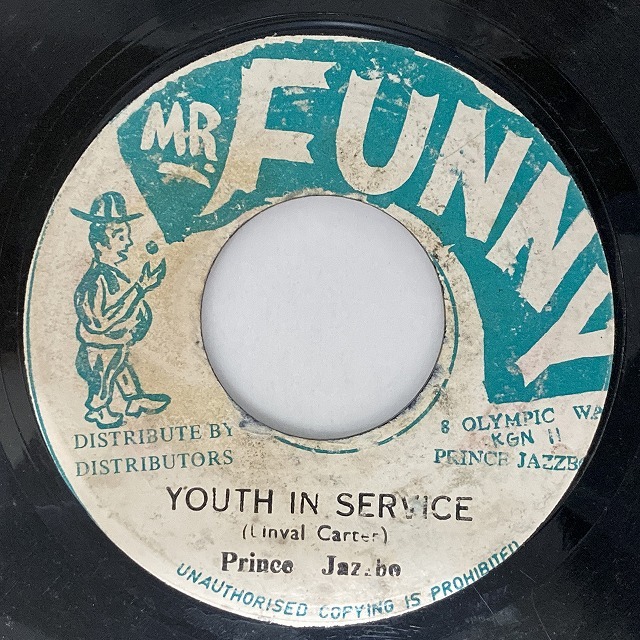 MR. FUNNY
DISTRIBUTE BY
DISTRIBUTORS
8 OLYMPIC WA
KGN 11
PRINCE JAZZBO
YOUTH IN SERVICE
(Linval Carter)
Prince Jazzbo
UNAUTHORISED COPYING IS PROHIBITED